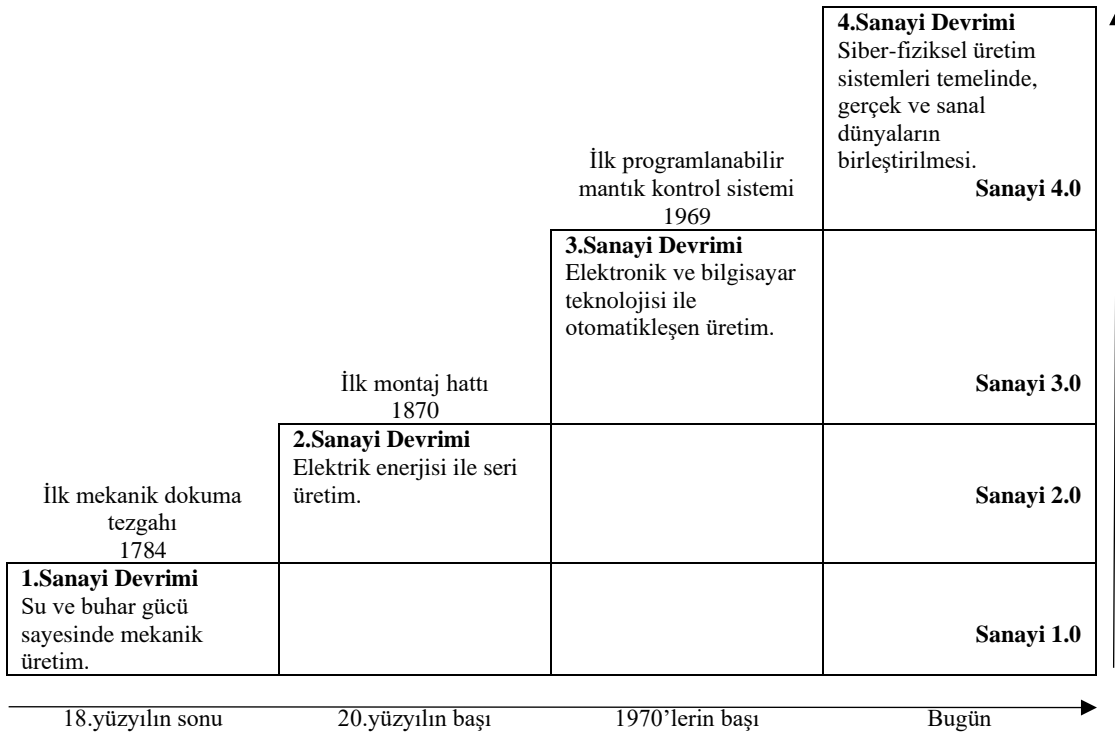 4.Sanayi Devrimi
Siber-fiziksel üretim
sistemleri temelinde,
gerçek ve sanal
dünyaların
birleştirilmesi.
Sanayi 4.0
İlk programlanabilir
mantık kontrol sistemi
1969
3.Sanayi Devrimi
Elektronik ve bilgisayar
teknolojisi ile
otomatikleşen üretim.
Sanayi 3.0
İlk montaj hattı
1870
2.Sanayi Devrimi
Elektrik enerjisi ile seri
üretim.
Sanayi 2.0
İlk mekanik dokuma
tezgahı
1784
1.Sanayi Devrimi
Su ve buhar gücü
sayesinde mekanik
üretim.
Sanayi 1.0
18.yüzyılın sonu 20.yüzyılın başı 1970’lerin başı Bugün